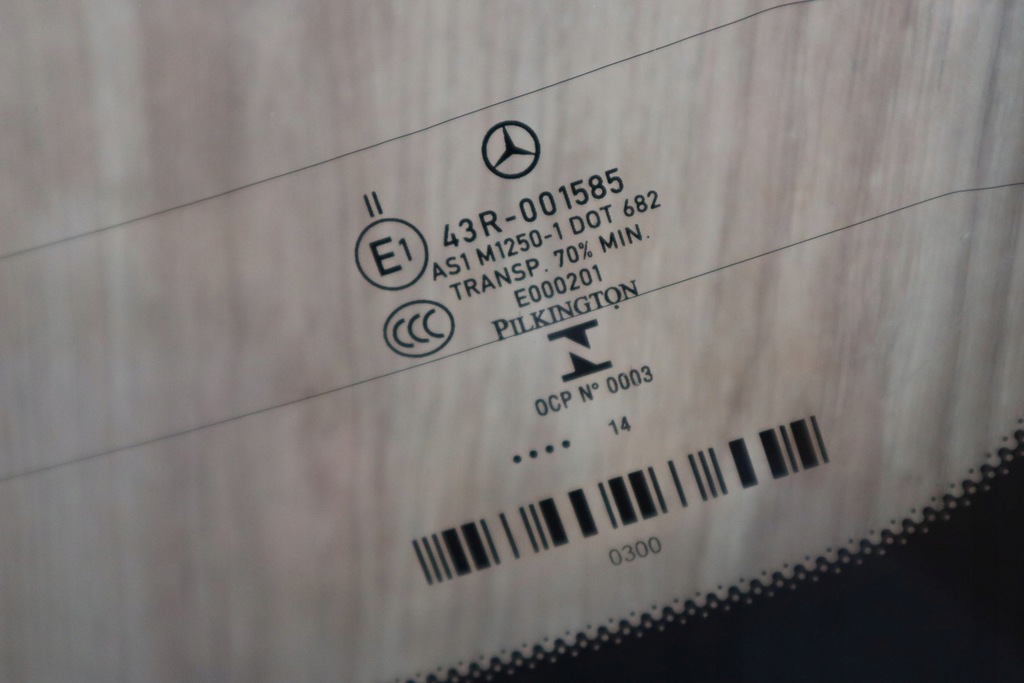 II
E1
43R-001585
AS1 M1250-1 DOT 682
TRANSP. 70% MIN.
E000201
CCC
PILKINGTON
OCP N° 0003
.... 14
0300